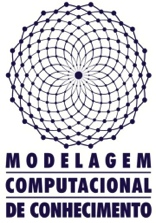 MODELAGEM
COMPUTACIONAL
DE CONHECIMENTO